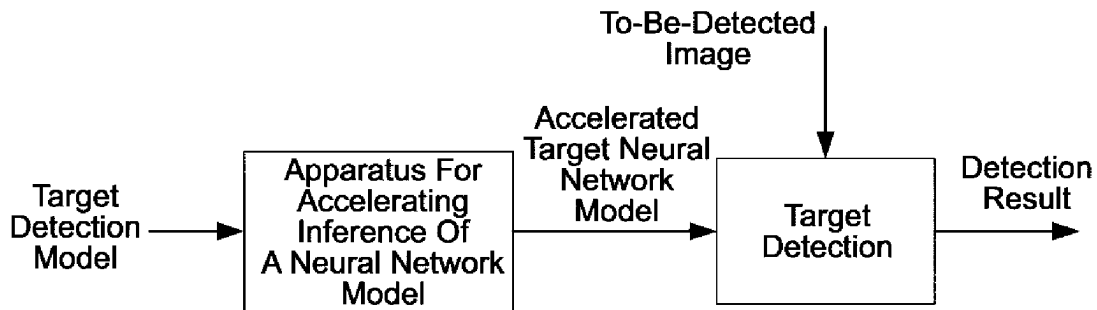 To-Be-Detected
Image
Accelerated
Target Neural
Network
Model
Detection
Result
Target
Detection
Model
Apparatus For
Accelerating
Inference Of
A Neural Network
Model
Target
Detection